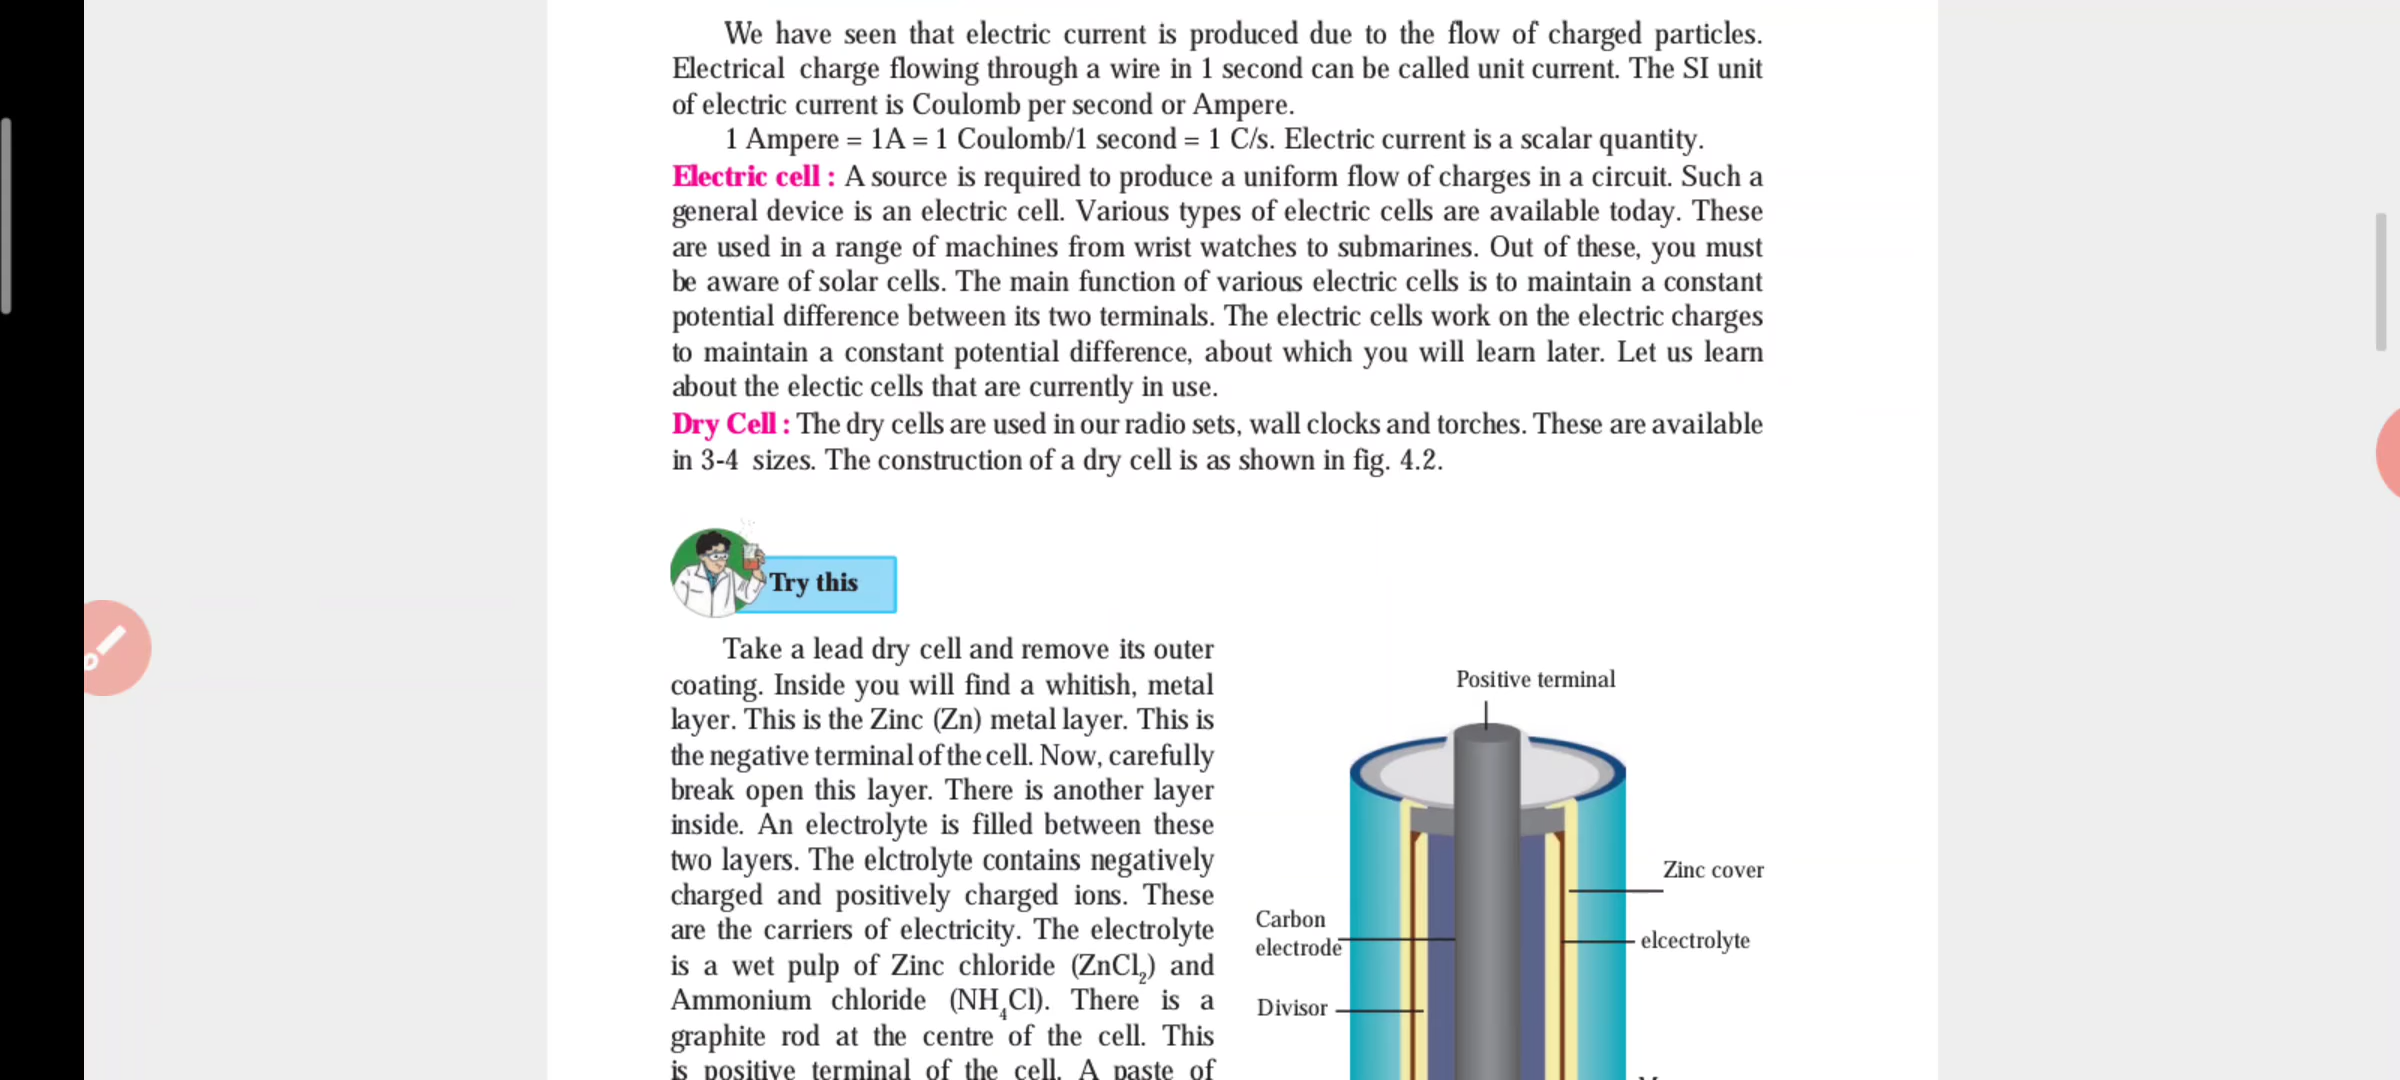 We have seen that electric current is produced due to the flow of charged particles.
Electrical charge flowing through a wire in 1 second can be called unit current. The SI unit
of electric current is Coulomb per second or Ampere.
1 Ampere = 1A = 1 Coulomb/1 second = 1 C/s. Electric current is a scalar quantity.
Electric cell : A source is required to produce a uniform flow of charges in a circuit. Such a
general device is an electric cell. Various types of electric cells are available today. These
are used in a range of machines from wrist watches to submarines. Out of these, you must
be aware of solar cells. The main function of various electric cells is to maintain a constant
potential difference between its two terminals. The electric cells work on the electric charges
to maintain a constant potential difference, about which you will learn later. Let us learn
about the electic cells that are currently in use.
Dry Cell : The dry cells are used in our radio sets, wall clocks and torches. These are available
in 3-4 sizes. The construction of a dry cell is as shown in fig. 4.2.
Try this
Take a lead dry cell and remove its outer
coating. Inside you will find a whitish, metal
layer. This is the Zinc (Zn) metal layer. This is
the negative terminal of the cell. Now, carefully
break open this layer. There is another layer
inside. An electrolyte is filled between these
two layers. The elctrolyte contains negatively
charged and positively charged ions. These
are the carriers of electricity. The electrolyte
is a wet pulp of Zinc chloride (ZnCl₂) and
Ammonium chloride (NH₄Cl). There is a
graphite rod at the centre of the cell. This
is positive terminal of the cell. A paste of
Positive terminal
Zinc cover
Carbon
electrode
elcectrolyte
Divisor